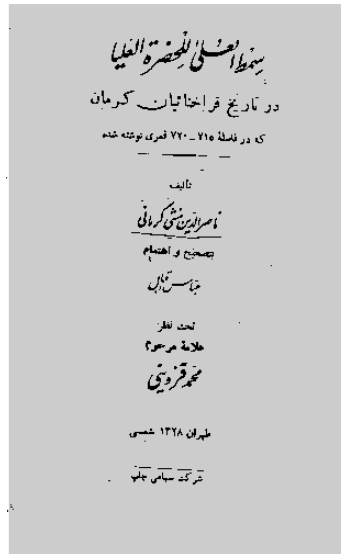 سمط العلی للحضرة العلیا
در تاریخ قراختائیان کرمان
که در فاصلهٔ ۷۱۵ - ۷۲۰ قمری نوشته شده
تألیف
ناصرالدین منشی کرمانی
بتصحیح و اهتمام
عباس اقبال
تحت نظر
علامهٔ مرحوم
محمد قزوینی
طهران ۱۳۲۸ شمسی
شرکت سهامی چاپ